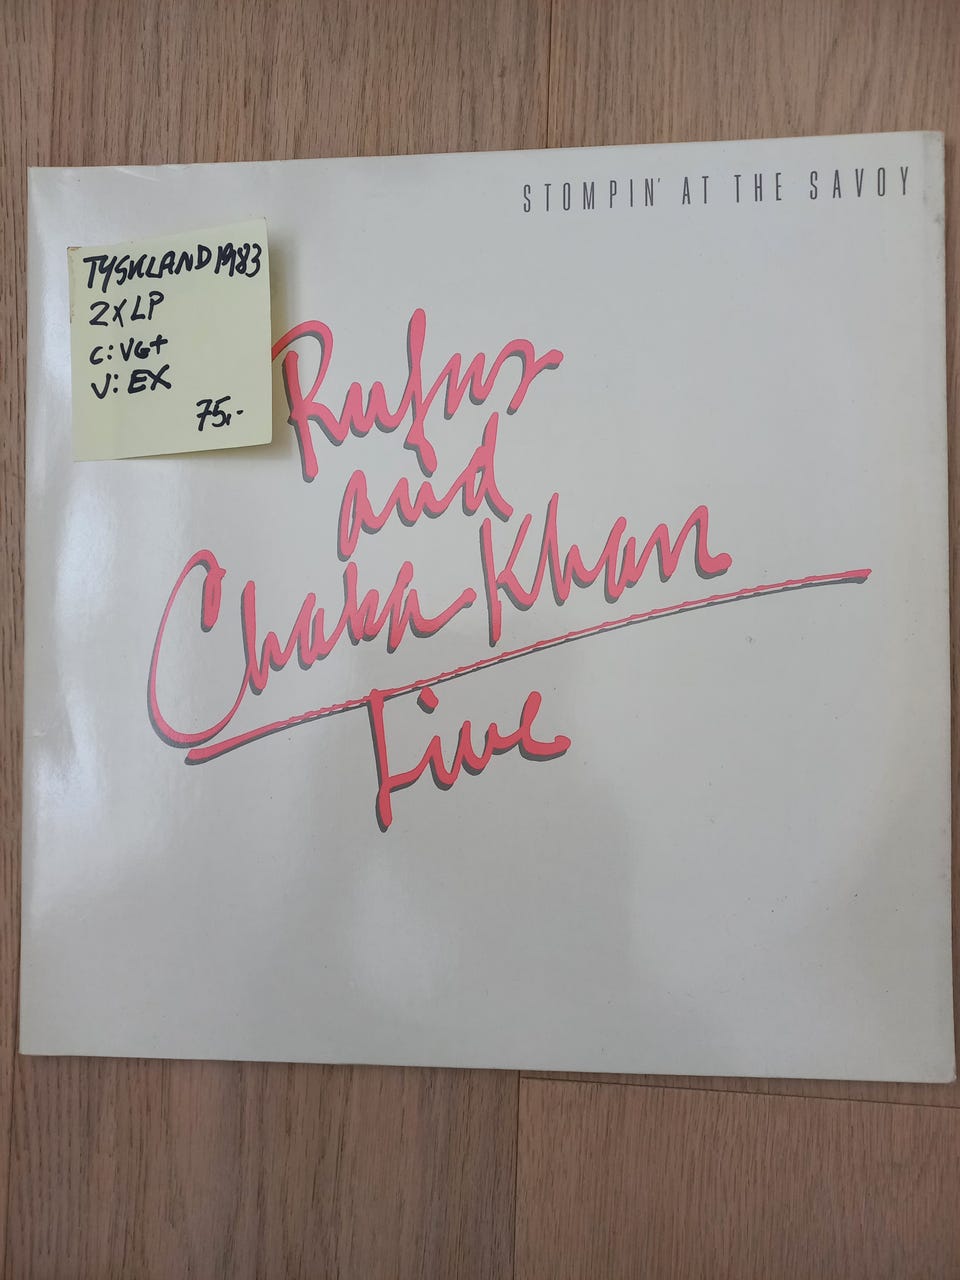 STOMPIN' AT THE SAVOY
TYSKLAND 1983
2XLP
C: VG+
V: EX
75,-
Rufus
and
Chaka Khan
Live